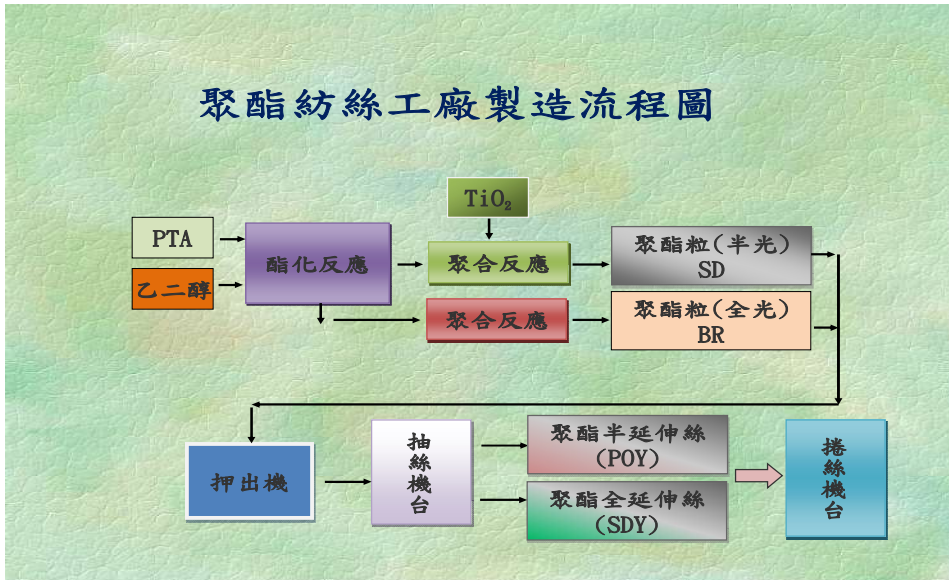 聚酯紡絲工廠製造流程圖
TiO₂
PTA
乙二醇
酯化反應
聚合反應
聚酯粒(半光)
SD
聚合反應
聚酯粒(全光)
BR
押出機
抽
絲
機
台
聚酯半延伸絲
(POY)
聚酯全延伸絲
(SDY)
捲
絲
機
台